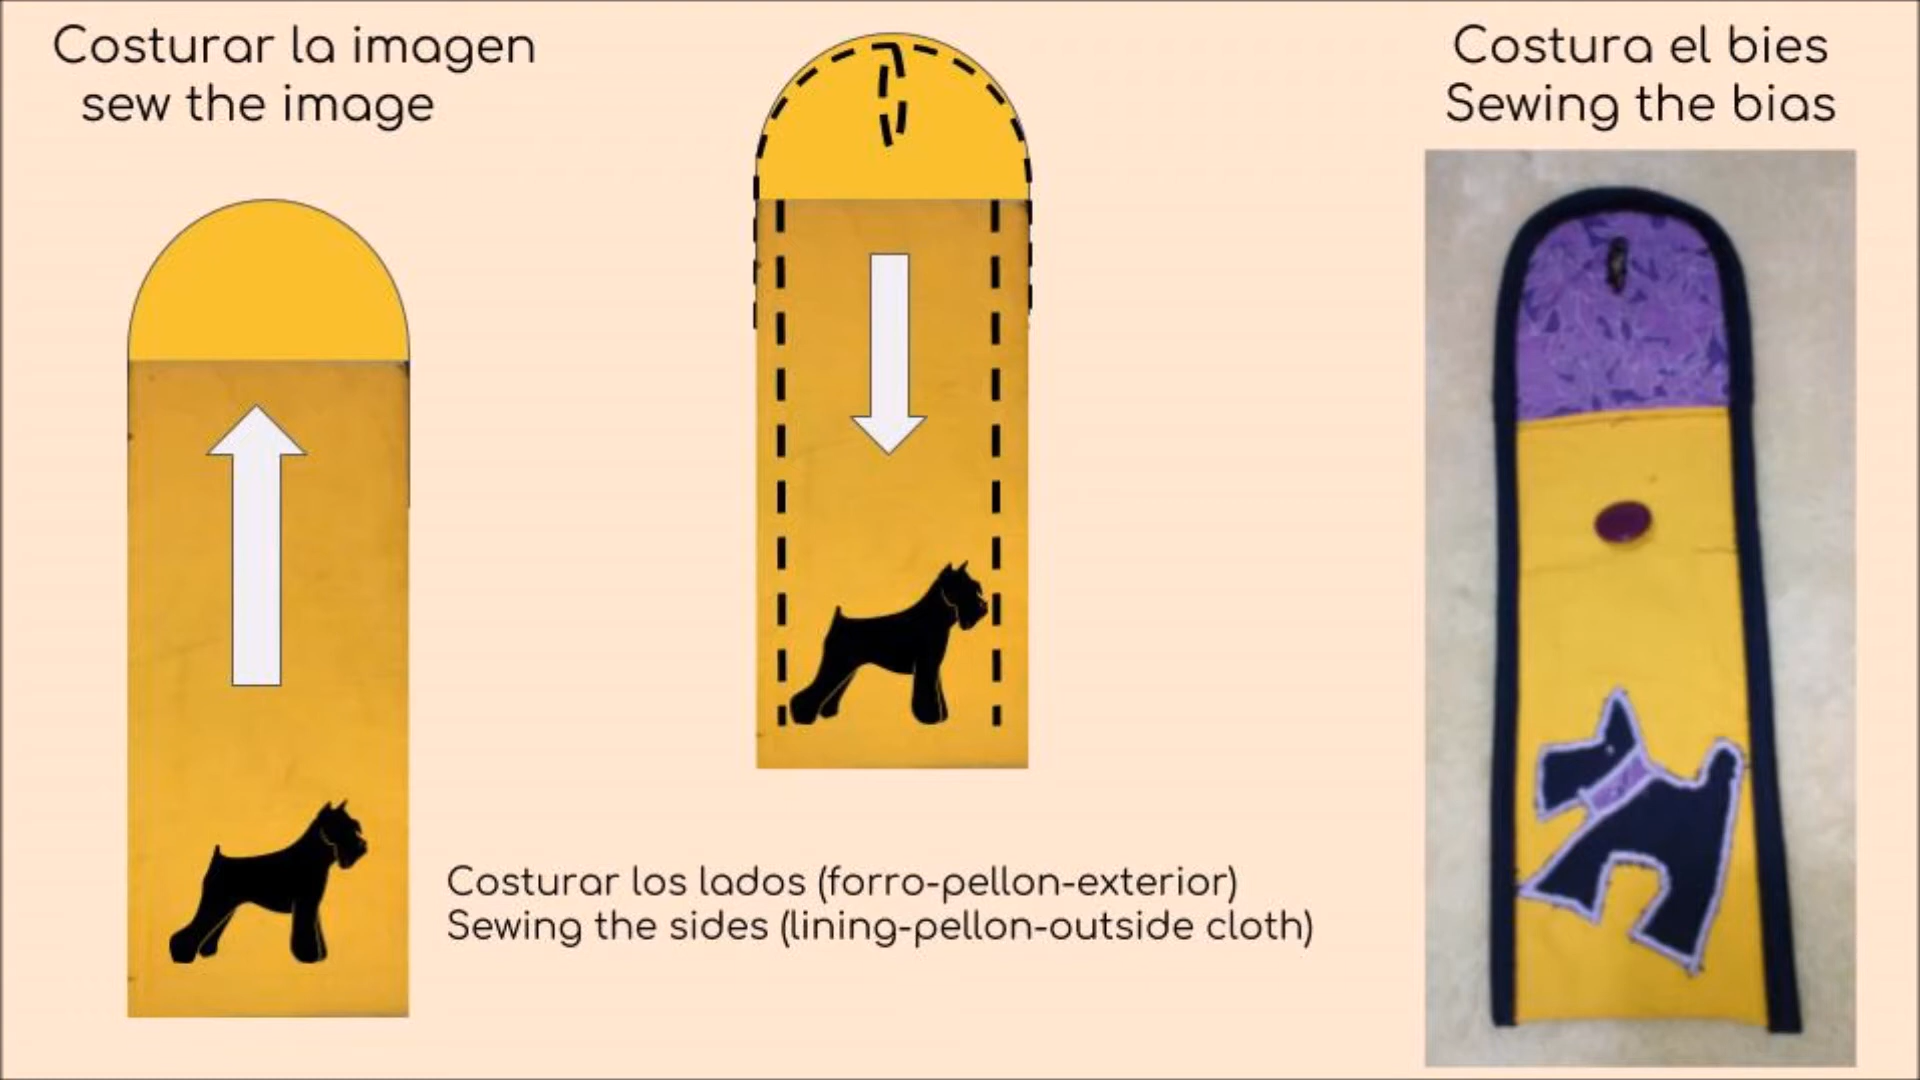 Costurar la imagen
sew the image
Costura el bies
Sewing the bias
Costurar los lados (forro-pellon-exterior)
Sewing the sides (lining-pellon-outside cloth)